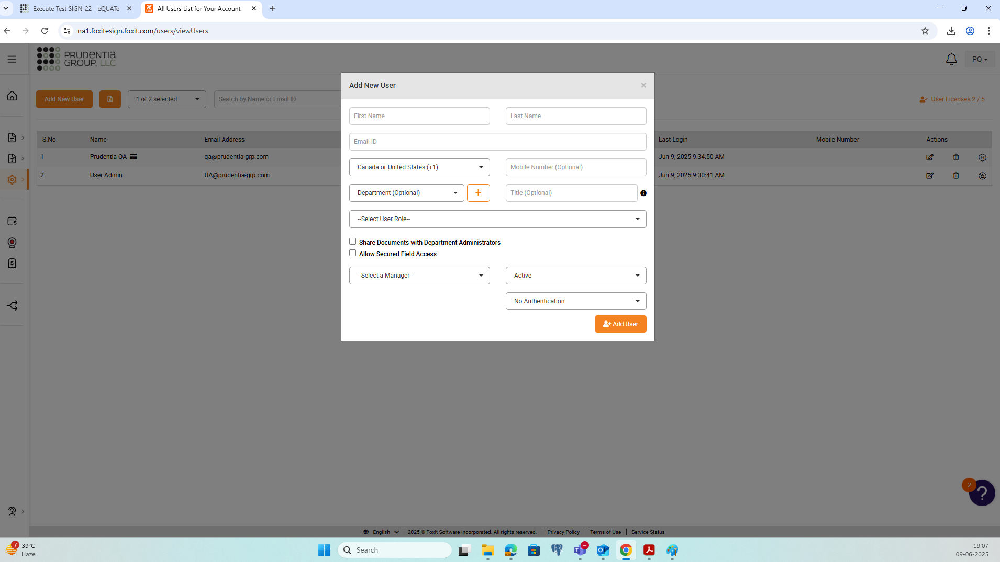 Execute Test SIGN-22 - eQUATe
All Users List for Your Account
na1.foxitesign.foxit.com/users/viewUsers
PRUDENTIA
GROUP, LLC
PQ
Add New User
1 of 2 selected
Search by Name or Email ID
User Licenses 2 / 5
S.No
Name
Email Address
Last Login
Mobile Number
Actions
1
Prudentia QA
qa@prudentia-grp.com
Jun 9, 2025 9:34:50 AM
2
User Admin
UA@prudentia-grp.com
Jun 9, 2025 9:30:41 AM
Add New User
First Name
Last Name
Email ID
Canada or United States (+1)
Mobile Number (Optional)
Department (Optional)
+
Title (Optional)
--Select User Role--
Share Documents with Department Administrators
Allow Secured Field Access
--Select a Manager--
Active
No Authentication
Add User
2
?
English
2025 © Foxit Software Incorporated. All rights reserved.
Privacy Policy
Terms of Use
Service Status
7
39°C
Haze
Search
19:07
09-06-2025